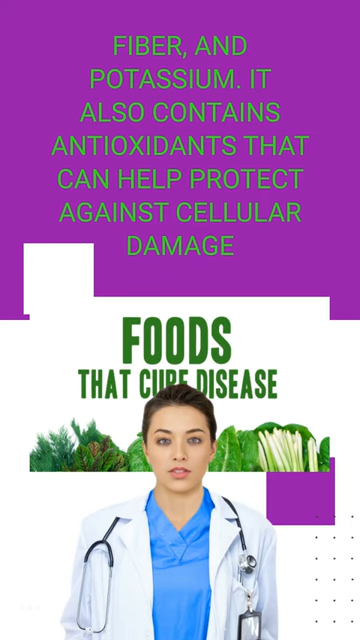 FIBER, AND
POTASSIUM. IT
ALSO CONTAINS
ANTIOXIDANTS THAT
CAN HELP PROTECT
AGAINST CELLULAR
DAMAGE
FOODS
THAT CURE DISEASE